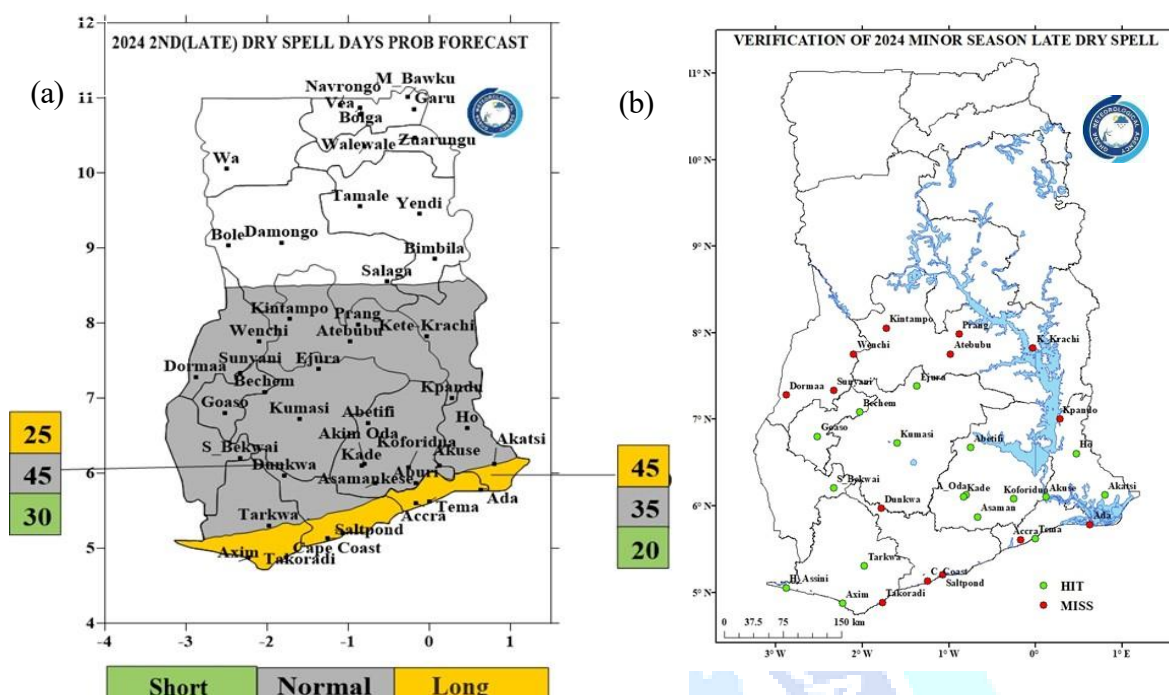 (a)
2024 2ND(LATE) DRY SPELL DAYS PROB FORECAST
12
11
10
9
8
7
6
5
4
-3
-2
-1
0
1
M_Bawku
Navrongo
Vea
Garu
Bolga
Zuarungu
Walewale
Wa
Tamale
Yendi
Bole
Damongo
Bimbila
Salaga
Kintampo
Prang
Wenchi
Atebubu
Kete-Krachi
Sunyani
Ejura
Dormaa
Bechem
Kpandu
Goaso
Kumasi
Abetifi
Ho
Akim Oda
Koforidua
Akatsi
S_Bekwai
Dunkwa
Kade
Akuse
Asamankese
Aburi
Ada
Tema
Accra
Tarkwa
Saltpond
Cape Coast
Axim
Takoradi
25
45
30
45
35
20
Short
Normal
Long
(b)
VERIFICATION OF 2024 MINOR SEASON LATE DRY SPELL
11° N
10° N
9° N
8° N
7° N
6° N
5° N
3° W
2° W
1° W
0°
1° E
Kintampo
Prang
K_Krachi
Wenchi
Atebubu
Dormaa
Sunyani
Ejura
Bechem
Kpando
Goaso
Kumasi
Abetifi
Ho
S_Bekwai
A_Oda
Kade
Koforidua
Akuse
Akatsi
Dunkwa
Asaman
Ada
Accra
Tema
Tarkwa
C_Coast
Saltpond
H_Assini
Axim
Takoradi
HIT
MISS
0 37.5 75 150 km